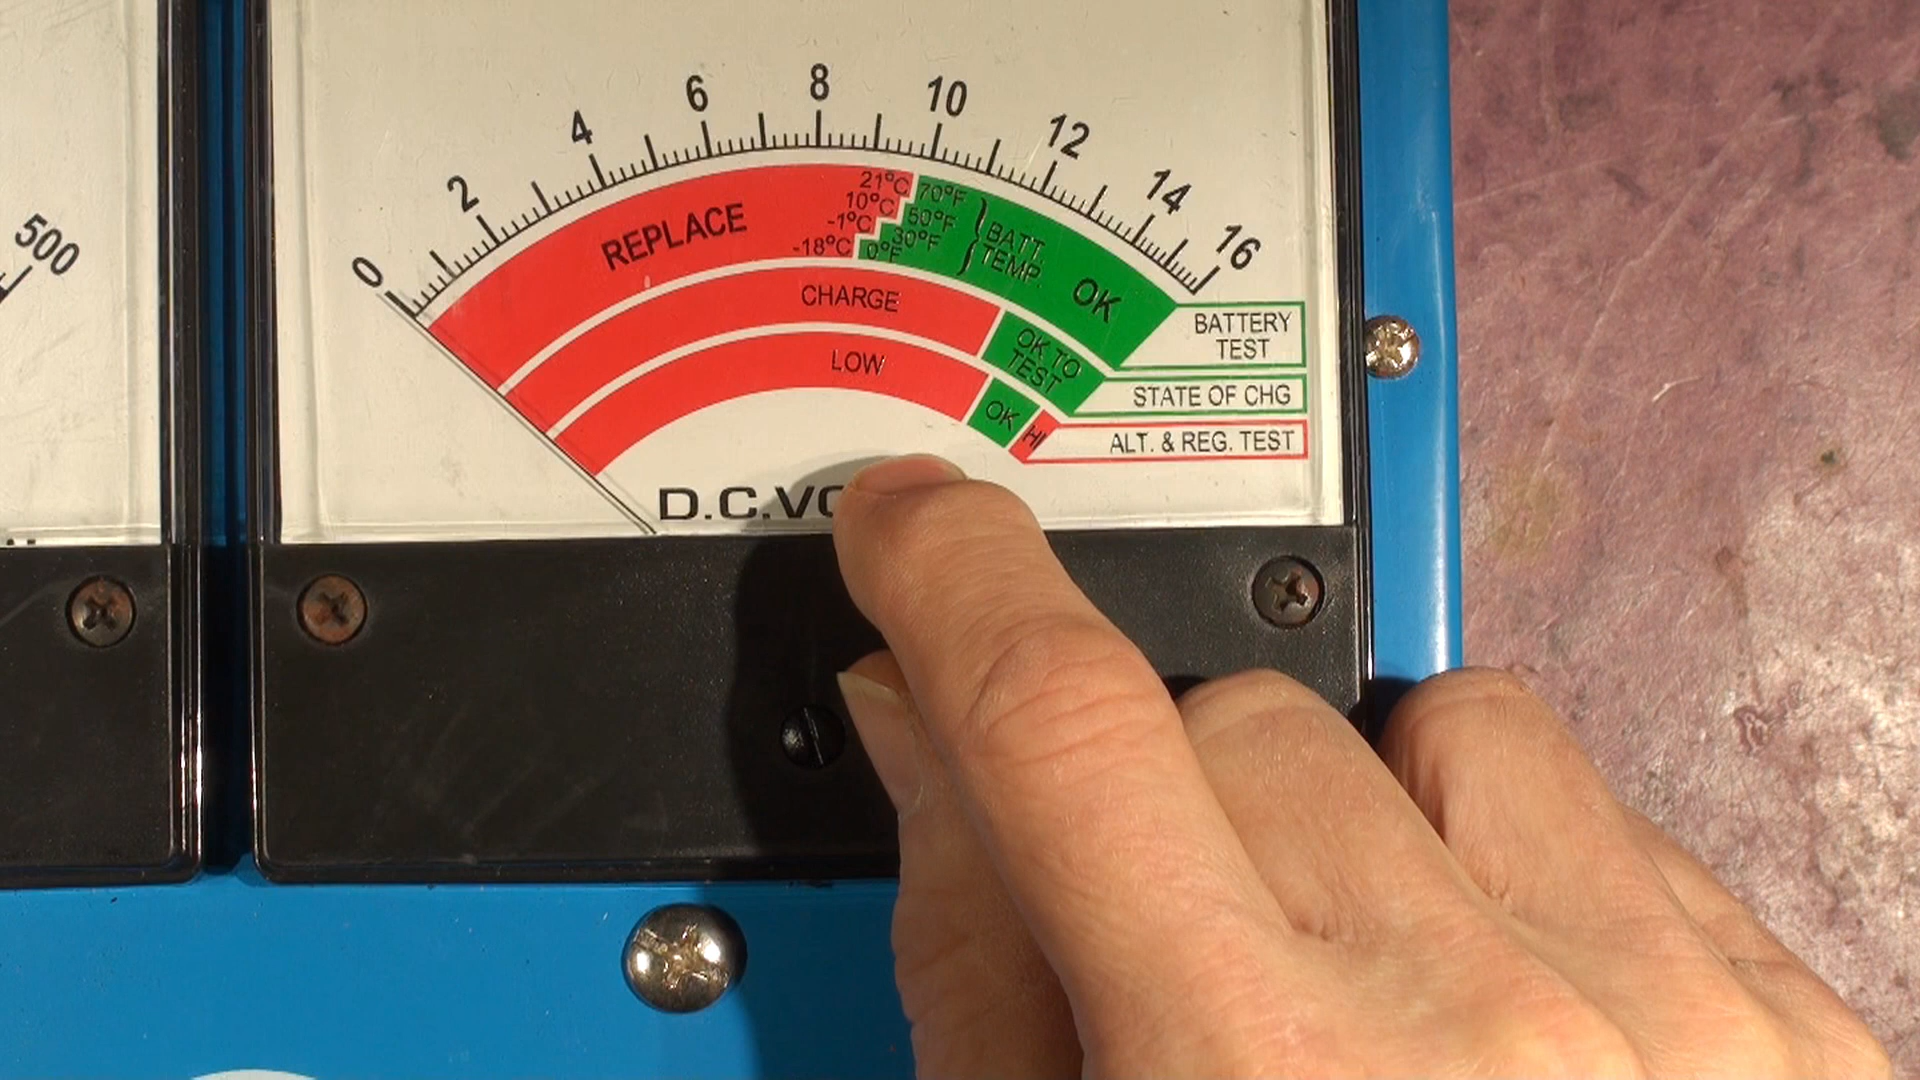 0 2 4 6 8 10 12 14 16
500
21°C 70°F
10°C 50°F
-1°C 30°F
-18°C 0°F
BATT.
TEMP.
REPLACE
OK
BATTERY
TEST
CHARGE
OK TO
TEST
STATE OF CHG
LOW
OK
HI
ALT. & REG. TEST
D.C.VO